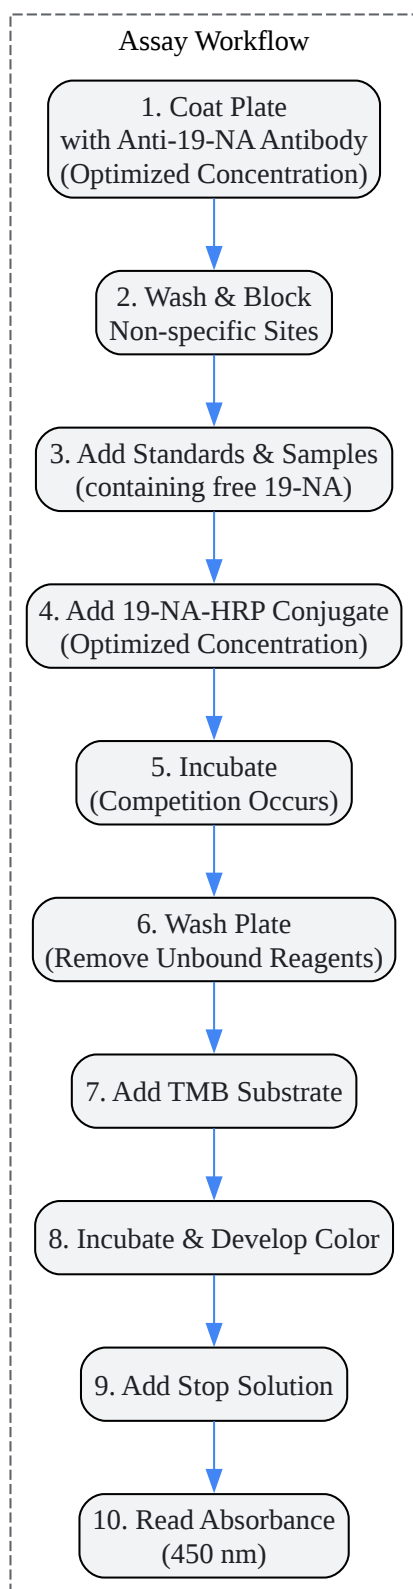 Assay Workflow
1. Coat Plate
with Anti-19-NA Antibody
(Optimized Concentration)
2. Wash & Block
Non-specific Sites
3. Add Standards & Samples
(containing free 19-NA)
4. Add 19-NA-HRP Conjugate
(Optimized Concentration)
5. Incubate
(Competition Occurs)
6. Wash Plate
(Remove Unbound Reagents)
7. Add TMB Substrate
8. Incubate & Develop Color
9. Add Stop Solution
10. Read Absorbance
(450 nm)